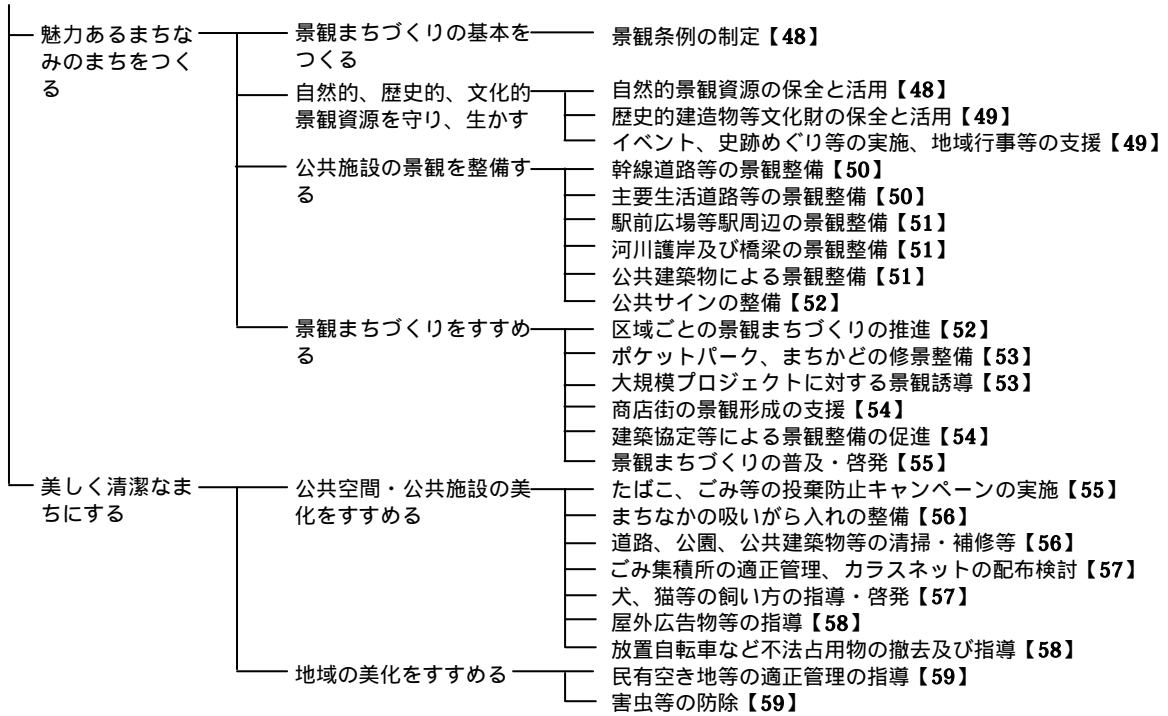 魅力あるまちな
みのまちをつく
る
景観まちづくりの基本を
つくる
景観条例の制定【48】
自然的、歴史的、文化的
景観資源を守り、生かす
自然的景観資源の保全と活用【48】
歴史的建造物等文化財の保全と活用【49】
イベント、史跡めぐり等の実施、地域行事等の支援【49】
公共施設の景観を整備す
る
幹線道路等の景観整備【50】
主要生活道路等の景観整備【50】
駅前広場等駅周辺の景観整備【51】
河川護岸及び橋梁の景観整備【51】
公共建築物による景観整備【51】
公共サインの整備【52】
景観まちづくりをすすめ
る
区域ごとの景観まちづくりの推進【52】
ポケットパーク、まちかどの修景整備【53】
大規模プロジェクトに対する景観誘導【53】
商店街の景観形成の支援【54】
建築協定等による景観整備の促進【54】
景観まちづくりの普及・啓発【55】
美しく清潔なま
ちにする
公共空間・公共施設の美
化をすすめる
たばこ、ごみ等の投棄防止キャンペーンの実施【55】
まちなかの吸いがら入れの整備【56】
道路、公園、公共建築物等の清掃・補修等【56】
ごみ集積所の適正管理、カラスネットの配布検討【57】
犬、猫等の飼い方の指導・啓発【57】
屋外広告物等の指導【58】
放置自転車など不法占用物の撤去及び指導【58】
地域の美化をすすめる
民有空き地等の適正管理の指導【59】
害虫等の防除【59】